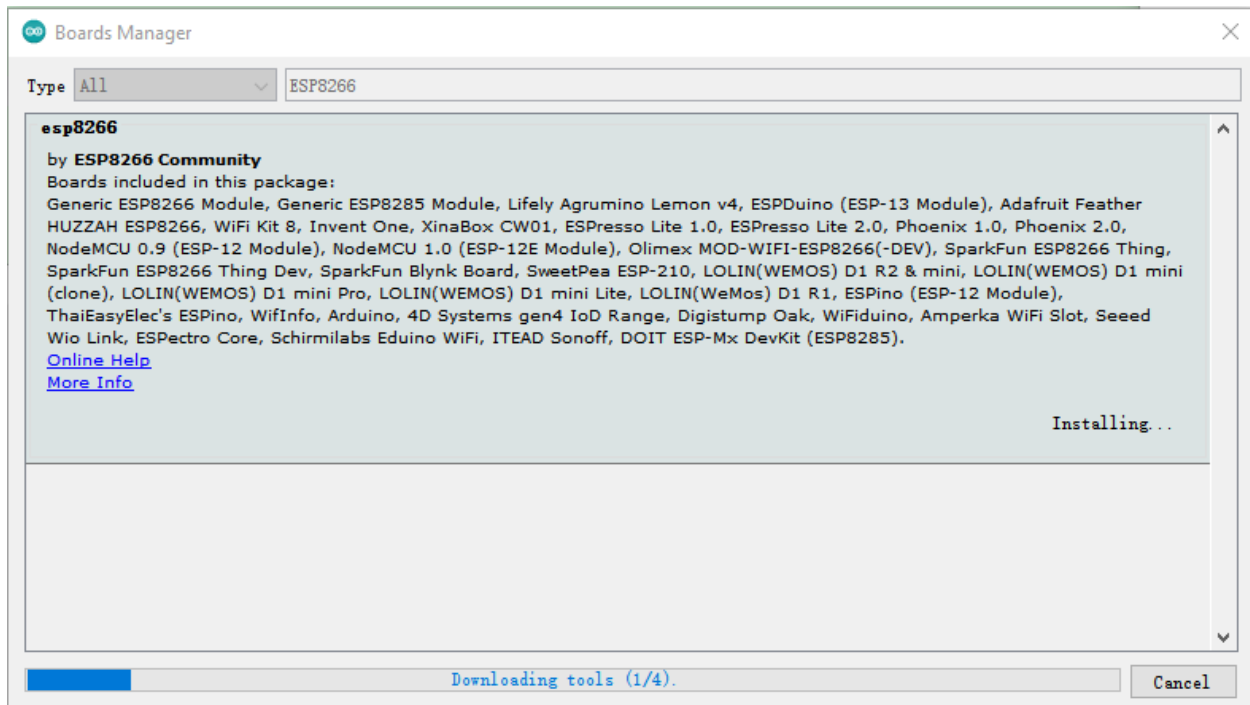 Boards Manager
Type All ESP8266
esp8266
by ESP8266 Community
Boards included in this package:
Generic ESP8266 Module, Generic ESP8285 Module, Lifely Agrumino Lemon v4, ESPDuino (ESP-13 Module), Adafruit Feather
HUZZAH ESP8266, WiFi Kit 8, Invent One, XinaBox CW01, ESPresso Lite 1.0, ESPresso Lite 2.0, Phoenix 1.0, Phoenix 2.0,
NodeMCU 0.9 (ESP-12 Module), NodeMCU 1.0 (ESP-12E Module), Olimex MOD-WIFI-ESP8266(-DEV), SparkFun ESP8266 Thing,
SparkFun ESP8266 Thing Dev, SparkFun Blynk Board, SweetPea ESP-210, LOLIN(WEMOS) D1 R2 & mini, LOLIN(WEMOS) D1 mini
(clone), LOLIN(WEMOS) D1 mini Pro, LOLIN(WEMOS) D1 mini Lite, LOLIN(WeMos) D1 R1, ESPino (ESP-12 Module),
ThaiEasyElec's ESPino, WifInfo, Arduino, 4D Systems gen4 IoD Range, Digistump Oak, WiFiduino, Amperka WiFi Slot, Seeed
Wio Link, ESPectro Core, Schirmilabs Eduino WiFi, ITEAD Sonoff, DOIT ESP-Mx DevKit (ESP8285).
Online Help
More Info
Installing...
Downloading tools (1/4).
Cancel